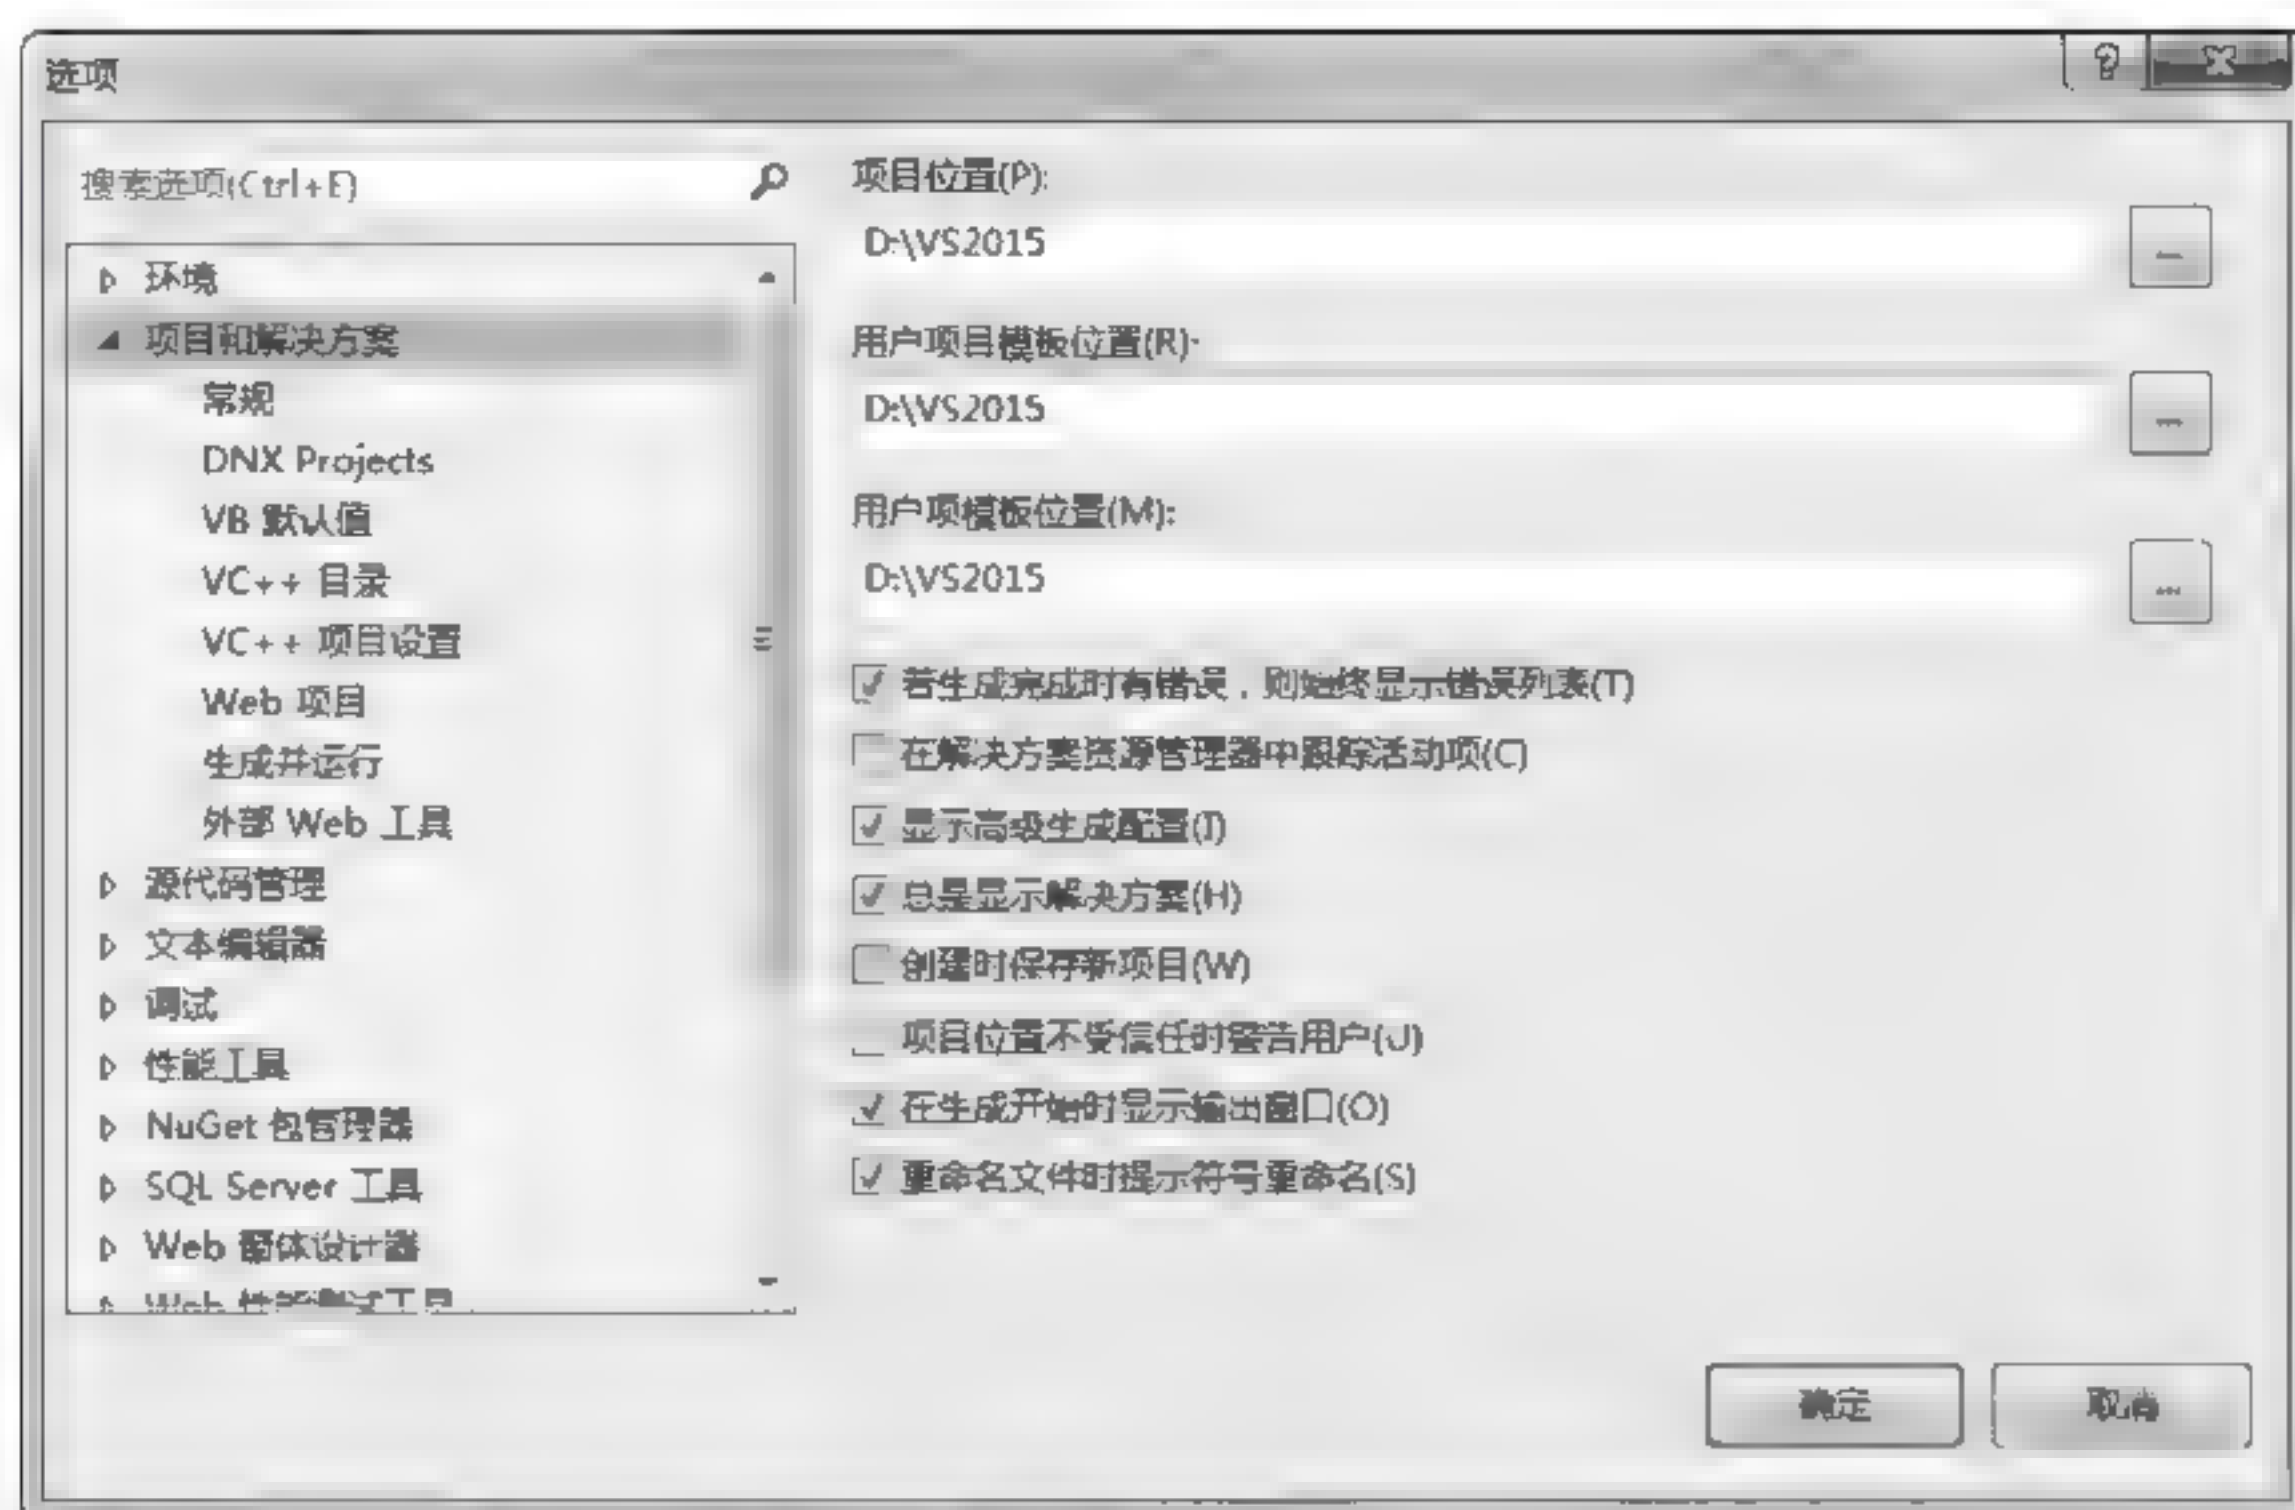 选项
搜索选项(Ctrl+E)
环境
项目和解决方案
常规
DNX Projects
VB 默认值
VC++ 目录
VC++ 项目设置
Web 项目
生成并运行
外部 Web 工具
源代码管理
文本编辑器
调试
性能工具
NuGet 包管理器
SQL Server 工具
Web 窗体设计器
Web 性能测试工具
项目位置(P):
D:\VS2015
...
用户项目模板位置(R):
D:\VS2015
...
用户项模板位置(M):
D:\VS2015
...
若生成完成时有错误，则始终显示错误列表(T)
在解决方案资源管理器中跟踪活动项(C)
显示高级生成配置(I)
总是显示解决方案(H)
创建时保存新项目(W)
项目位置不受信任时警告用户(U)
在生成开始时显示输出窗口(O)
重命名文件时提示符号重命名(S)
确定
取消